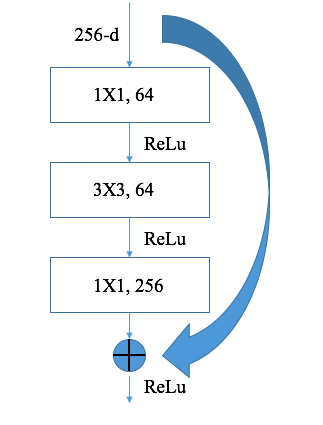 256-d
1X1, 64
ReLu
3X3, 64
ReLu
1X1, 256
ReLu